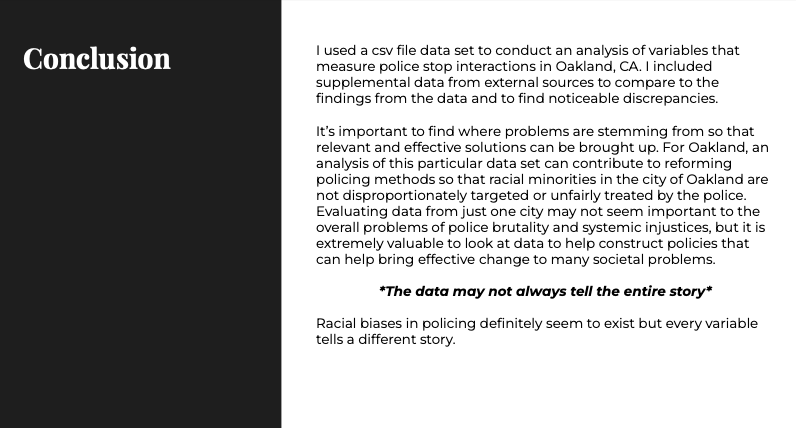 Conclusion
I used a csv file data set to conduct an analysis of variables that
measure police stop interactions in Oakland, CA. I included
supplemental data from external sources to compare to the
findings from the data and to find noticeable discrepancies.
It's important to find where problems are stemming from so that
relevant and effective solutions can be brought up. For Oakland, an
analysis of this particular data set can contribute to reforming
policing methods so that racial minorities in the city of Oakland are
not disproportionately targeted or unfairly treated by the police.
Evaluating data from just one city may not seem important to the
overall problems of police brutality and systemic injustices, but it is
extremely valuable to look at data to help construct policies that
can help bring effective change to many societal problems.
*The data may not always tell the entire story*
Racial biases in policing definitely seem to exist but every variable
tells a different story.